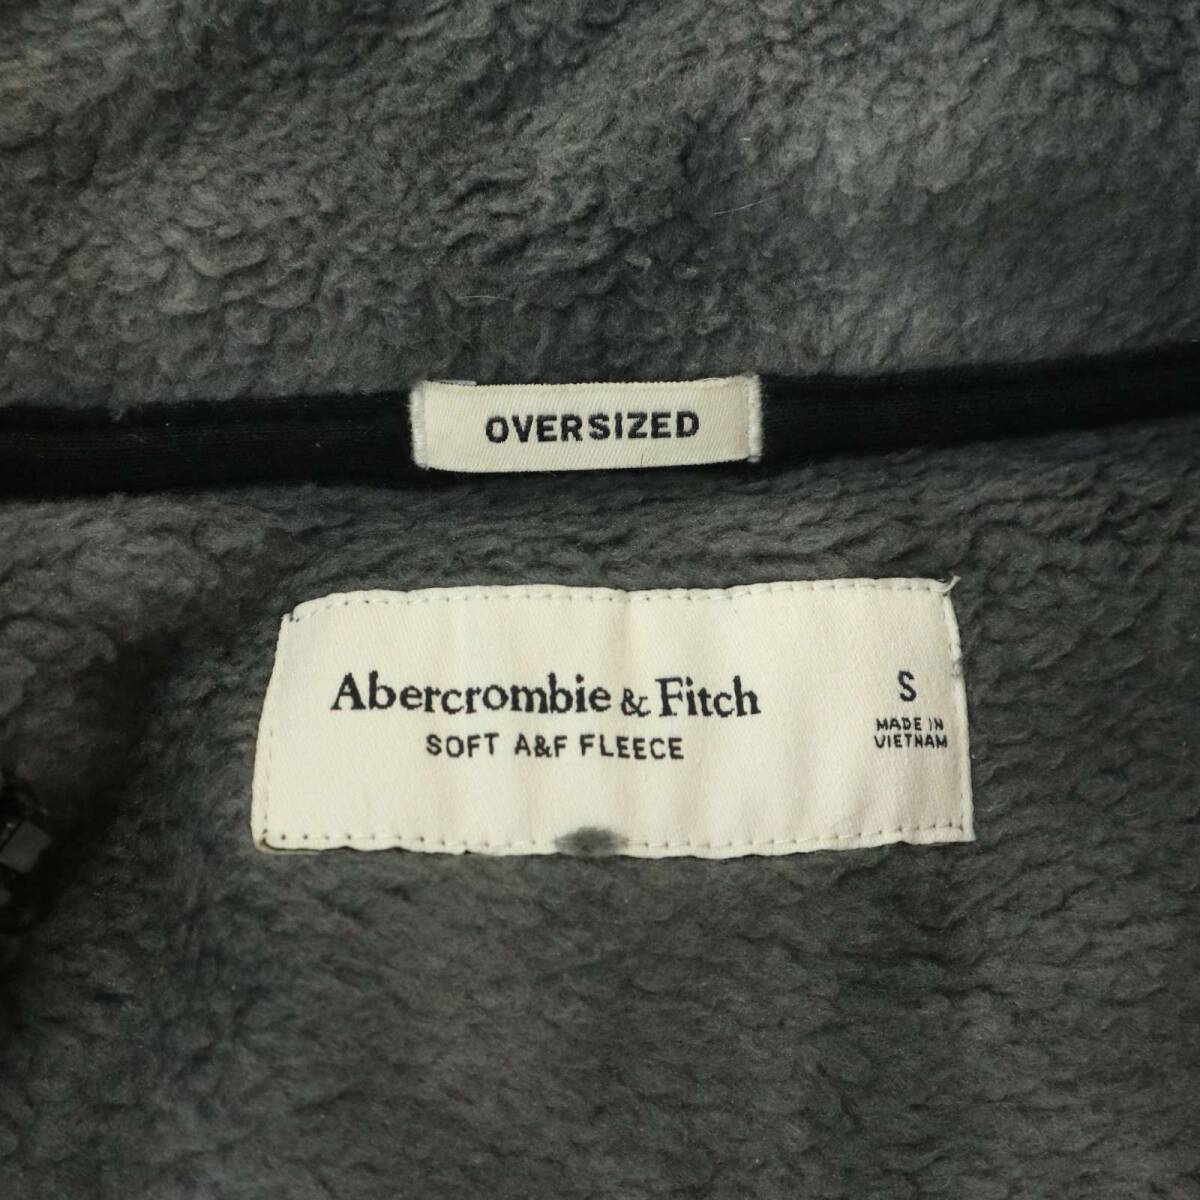 OVERSIZED
Abercrombie & Fitch
SOFT A&F FLEECE
S
MADE IN
VIETNAM